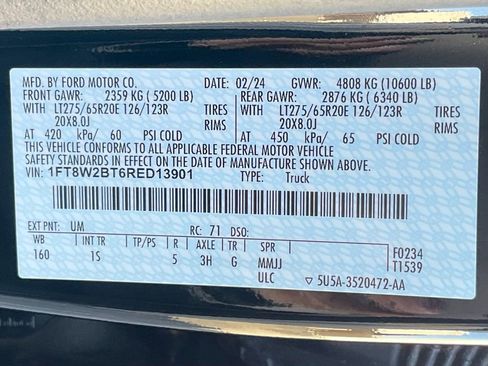 MFD. BY FORD MOTOR CO. 02/24 GVWR: 4808 KG (10600 LB)
FRONT GAWR: 2359 KG ( 5200 LB) REAR GAWR: 2876 KG ( 6340 LB)
WITH LT275/65R20E 126/123R TIRES WITH LT275/65R20E 126/123R TIRES
20X8.0J RIMS 20X8.0J RIMS
AT 420 kPa/ 60 PSI COLD AT 450 kPa/ 65 PSI COLD
THIS VEHICLE CONFORMS TO ALL APPLICABLE FEDERAL MOTOR VEHICLE
SAFETY STANDARDS IN EFFECT ON THE DATE OF MANUFACTURE SHOWN ABOVE.
VIN: 1FT8W2BT6RED13901 TYPE: Truck
EXT PNT: UM RC: 71 DSO:
WB INT TR TP/PS R AXLE TR SPR F0234
160 1S 5 3H G MMJJ T1539
ULC 5U5A-3520472-AA